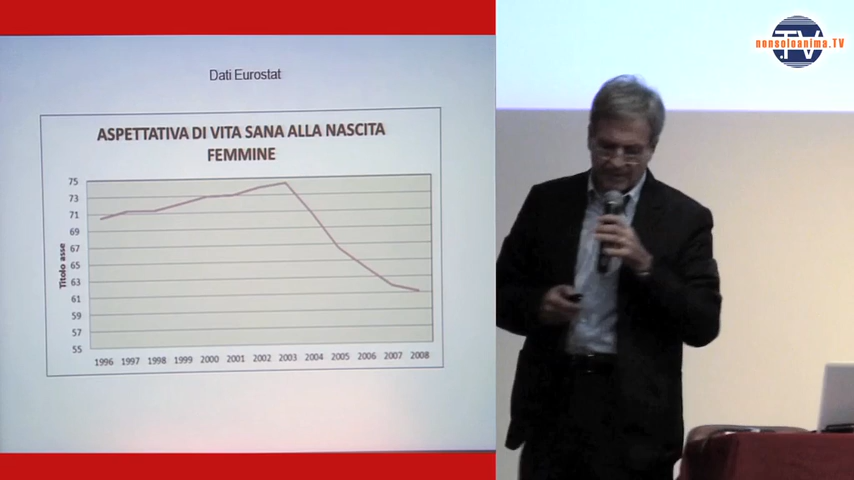 Dati Eurostat
ASPETTATIVA DI VITA SANA ALLA NASCITA
FEMMINE
75
73
71
69
67
65
63
61
59
57
55
Titolo asse
1996 1997 1998 1999 2000 2001 2002 2003 2004 2005 2006 2007 2008
TV
nonsoloanima.TV